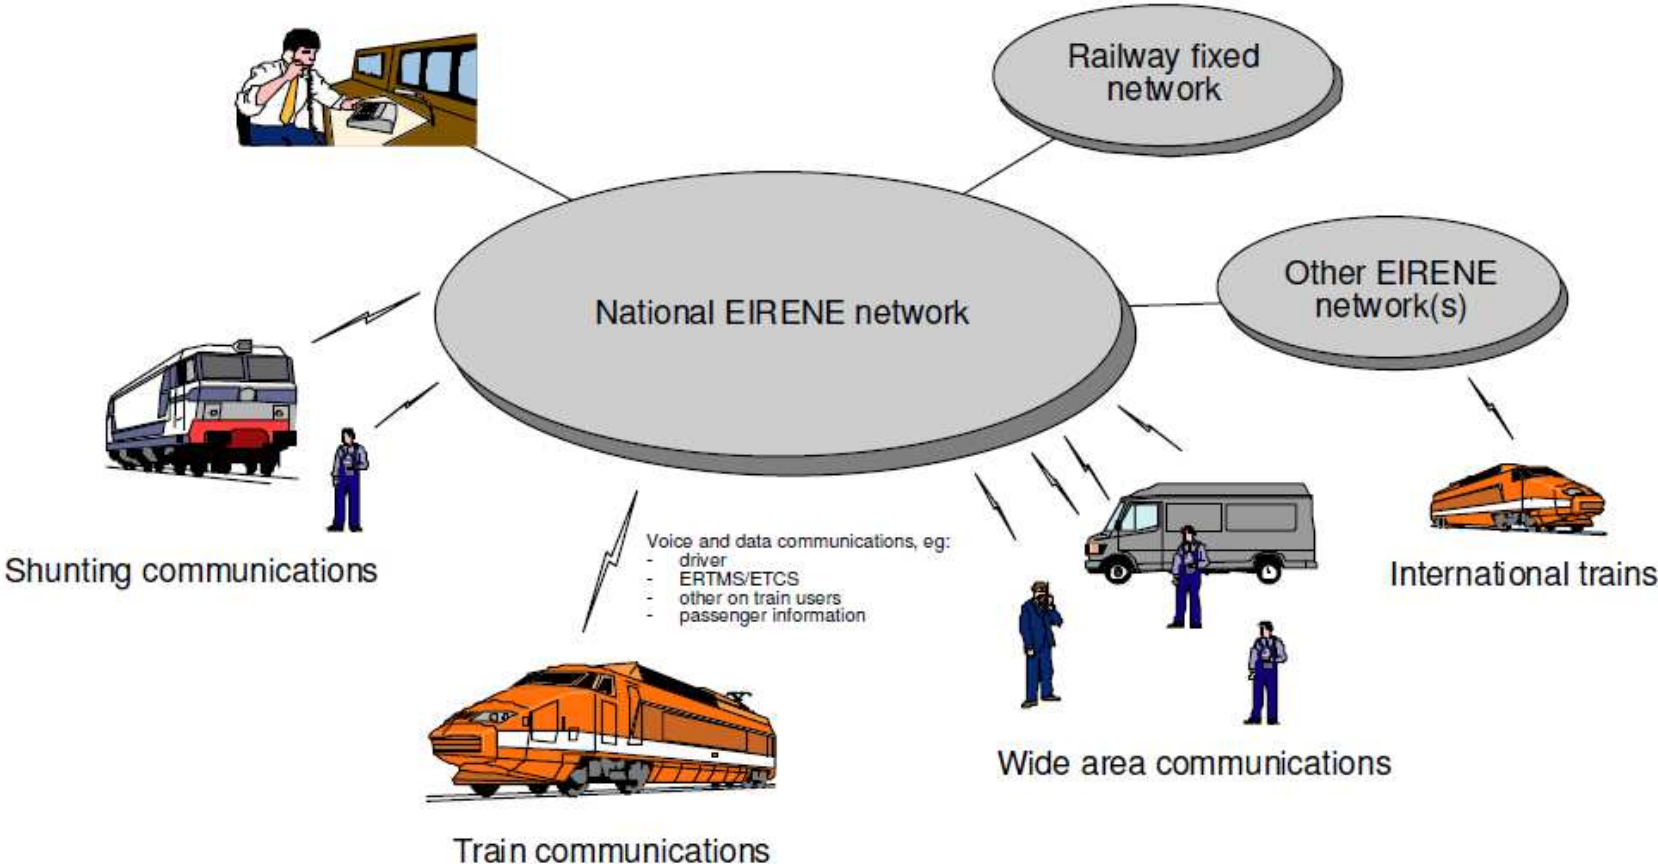 Railway fixed
network
Other EIRENE
network(s)
National EIRENE network
Shunting communications
Voice and data communications, eg:
- driver
- ERTMS/ETCS
- other on train users
- passenger information
International trains
Wide area communications
Train communications